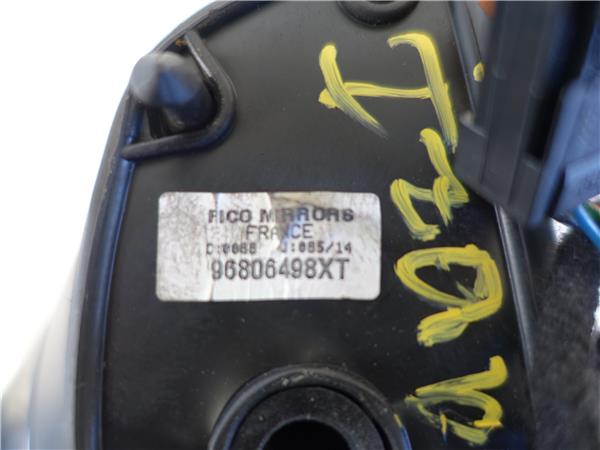 FICO MIRRORS
FRANCE
C:0088 J:085/14
96806498XT